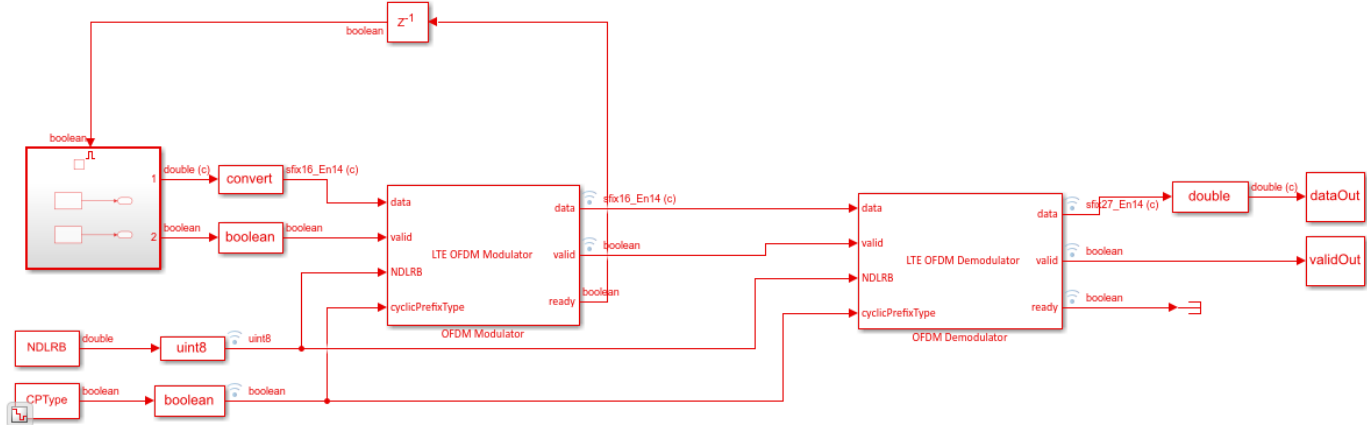 Z-1
boolean
boolean
1
double (c)
convert
sfix16_En14 (c)
2
boolean
boolean
boolean
data
valid
NDLRB
cyclicPrefixType
LTE OFDM Modulator
data
valid
ready
OFDM Modulator
sfix16_En14 (c)
boolean
boolean
data
valid
NDLRB
cyclicPrefixType
LTE OFDM Demodulator
data
valid
ready
OFDM Demodulator
sfix27_En14 (c)
boolean
boolean
double
double (c)
dataOut
validOut
NDLRB
double
uint8
uint8
CPType
boolean
boolean
boolean